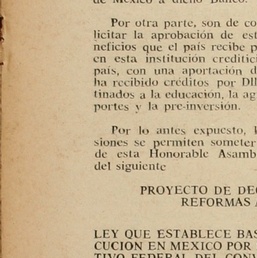 de México a dicho Banco.
Por otra parte, son de co
licitar la aprobación de est
neficios que el país recibe p
en esta institución crediticia
país, con una aportación d
ha recibido créditos por Dll
tinados a la educación, la ag
portes y la pre-inversión.
Por lo antes expuesto, l
siones se permiten someter
de esta Honorable Asamb
del siguiente
PROYECTO DE DEC
REFORMAS A
LEY QUE ESTABLECE BAS
CUCION EN MEXICO POR
TIVO FEDERAL DEL CONV